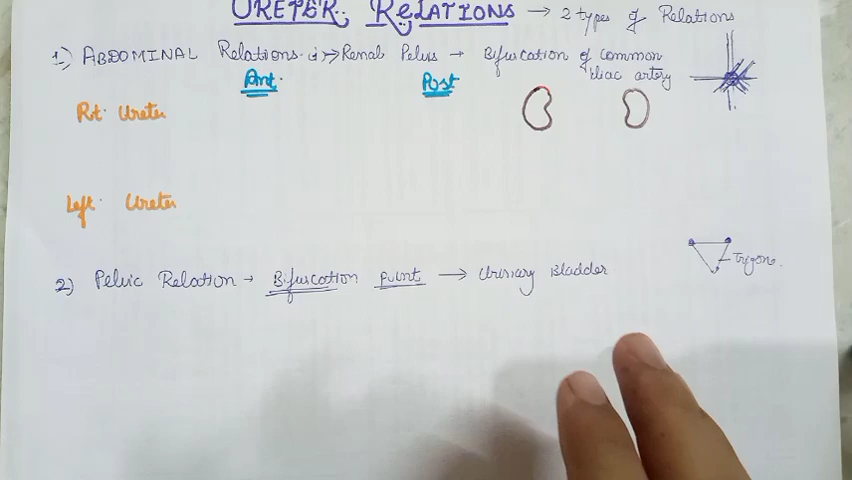 URETER RELATIONS → 2 types of Relations
1) ABDOMINAL Relations. → Renal Pelvis → Bifurcation of common
iliac artery
Ant. Post
Rt. Ureter
Left. Ureter
2) Pelvic Relation → Bifurcation Point → Urinary Bladder
Trigone.